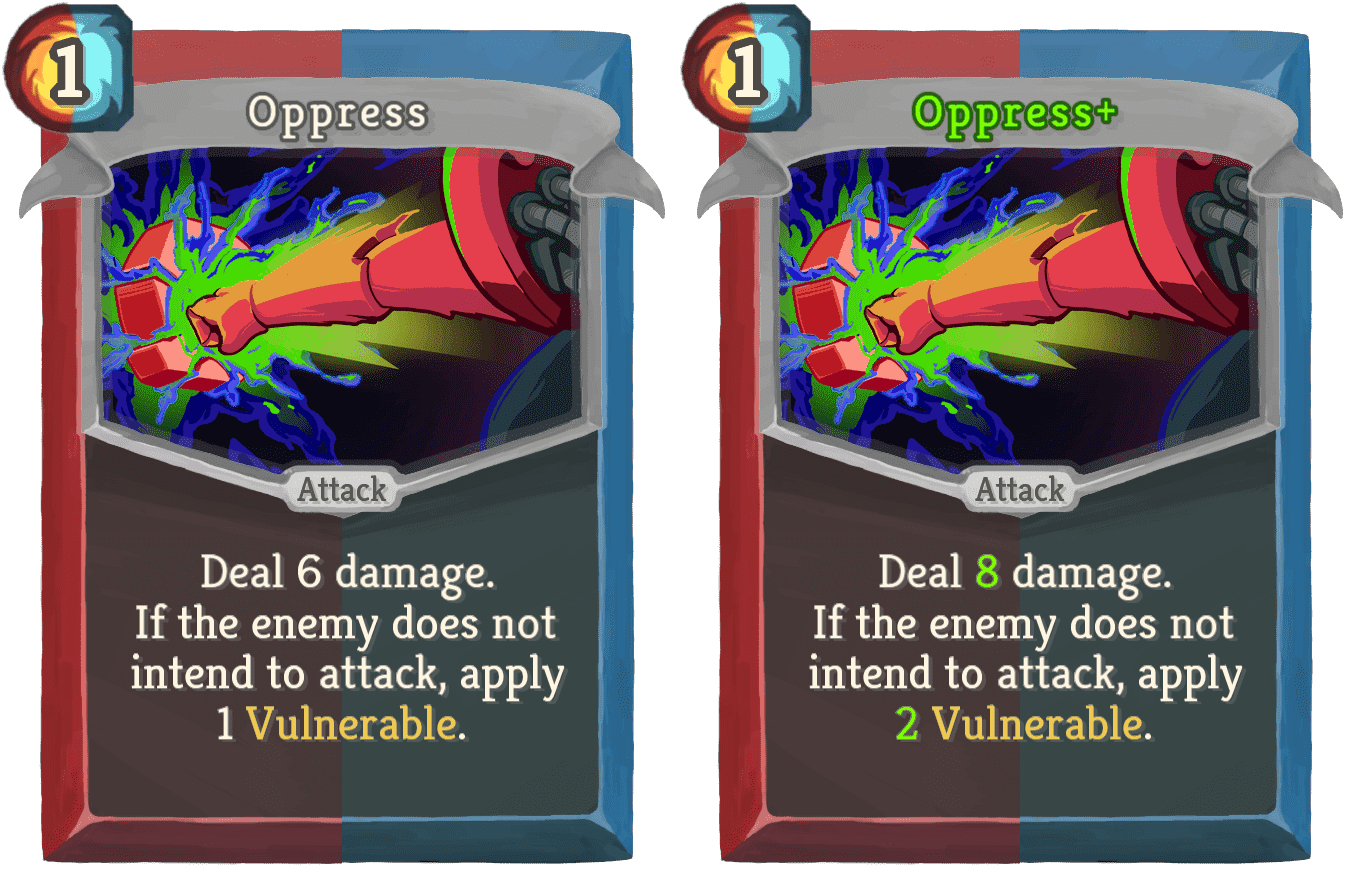 1
Oppress
Attack
Deal 6 damage.
If the enemy does not
intend to attack, apply
1 Vulnerable.
1
Oppress+
Attack
Deal 8 damage.
If the enemy does not
intend to attack, apply
2 Vulnerable.